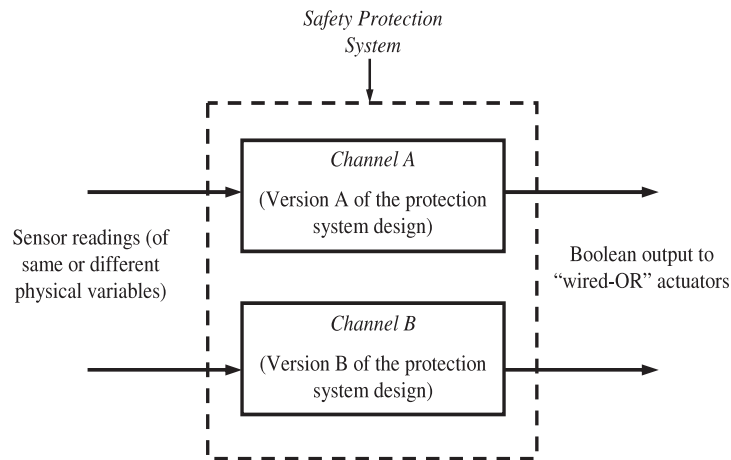 Safety Protection
System
Channel A
(Version A of the protection
system design)
Sensor readings (of
same or different
physical variables)
Boolean output to
“wired-OR” actuators
Channel B
(Version B of the protection
system design)